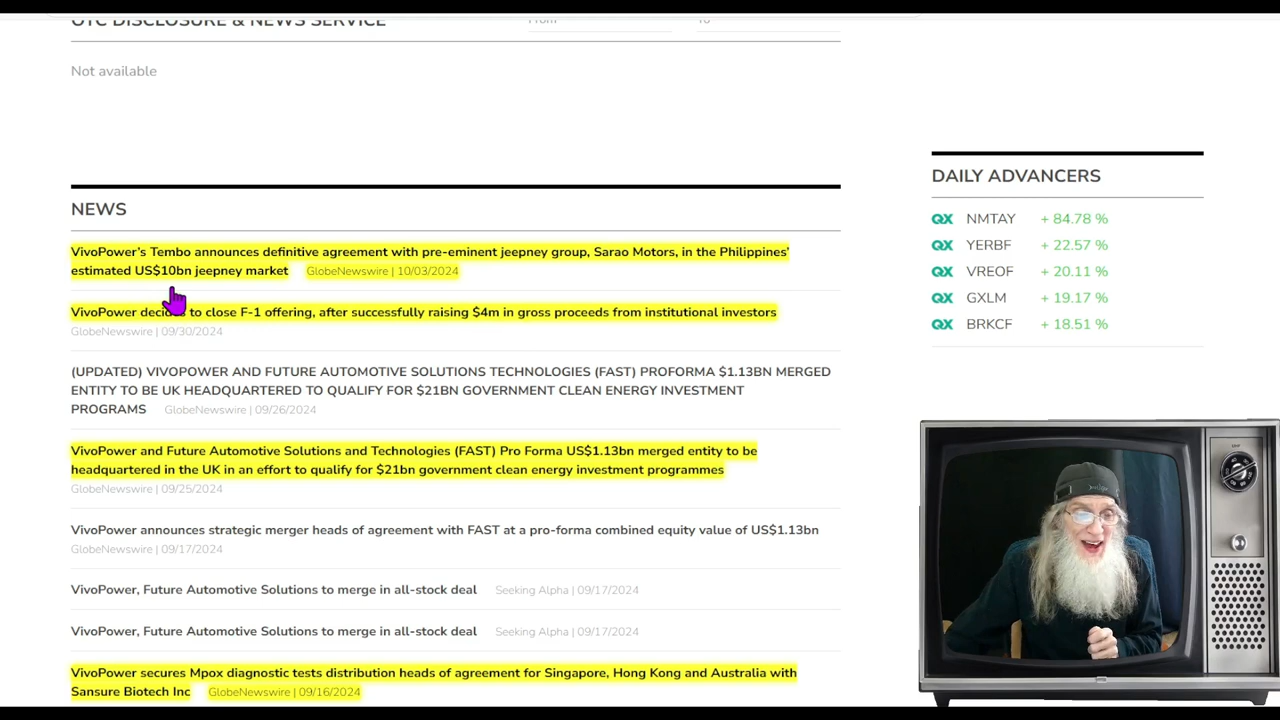 OTC DISCLOSURE & NEWS SERVICE
From To
Not available
NEWS
VivoPower's Tembo announces definitive agreement with pre-eminent jeepney group, Sarao Motors, in the Philippines'
estimated US$10bn jeepney market GlobeNewswire | 10/03/2024
VivoPower decides to close F-1 offering, after successfully raising $4m in gross proceeds from institutional investors
GlobeNewswire | 09/30/2024
(UPDATED) VIVOPOWER AND FUTURE AUTOMOTIVE SOLUTIONS TECHNOLOGIES (FAST) PROFORMA $1.13BN MERGED
ENTITY TO BE UK HEADQUARTERED TO QUALIFY FOR $21BN GOVERNMENT CLEAN ENERGY INVESTMENT
PROGRAMS GlobeNewswire | 09/26/2024
VivoPower and Future Automotive Solutions and Technologies (FAST) Pro Forma US$1.13bn merged entity to be
headquartered in the UK in an effort to qualify for $21bn government clean energy investment programmes
GlobeNewswire | 09/25/2024
VivoPower announces strategic merger heads of agreement with FAST at a pro-forma combined equity value of US$1.13bn
GlobeNewswire | 09/17/2024
VivoPower, Future Automotive Solutions to merge in all-stock deal Seeking Alpha | 09/17/2024
VivoPower, Future Automotive Solutions to merge in all-stock deal Seeking Alpha | 09/17/2024
VivoPower secures Mpox diagnostic tests distribution heads of agreement for Singapore, Hong Kong and Australia with
Sansure Biotech Inc GlobeNewswire | 09/16/2024
DAILY ADVANCERS
QX NMTAY + 84.78 %
QX YERBF + 22.57 %
QX VREOF + 20.11 %
QX GXLM + 19.17 %
QX BRKCF + 18.51 %